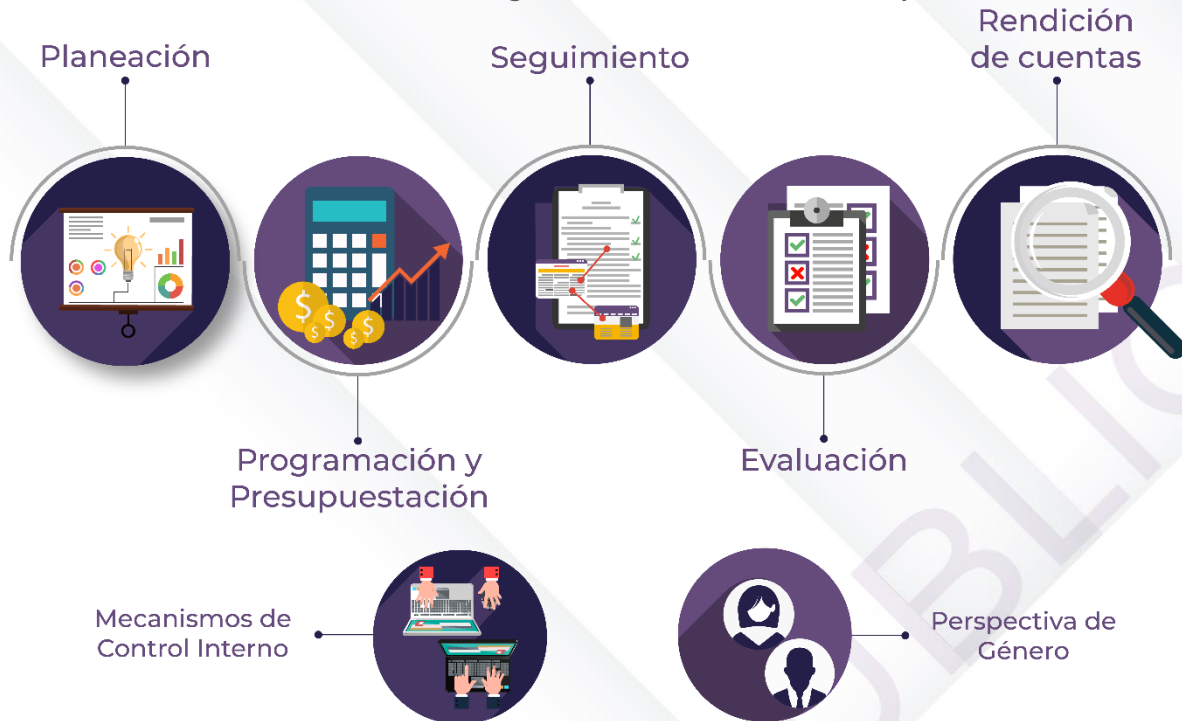 Planeación
Seguimiento
Rendición
de cuentas
Programación y
Presupuestación
Evaluación
Mecanismos de
Control Interno
Perspectiva de
Género